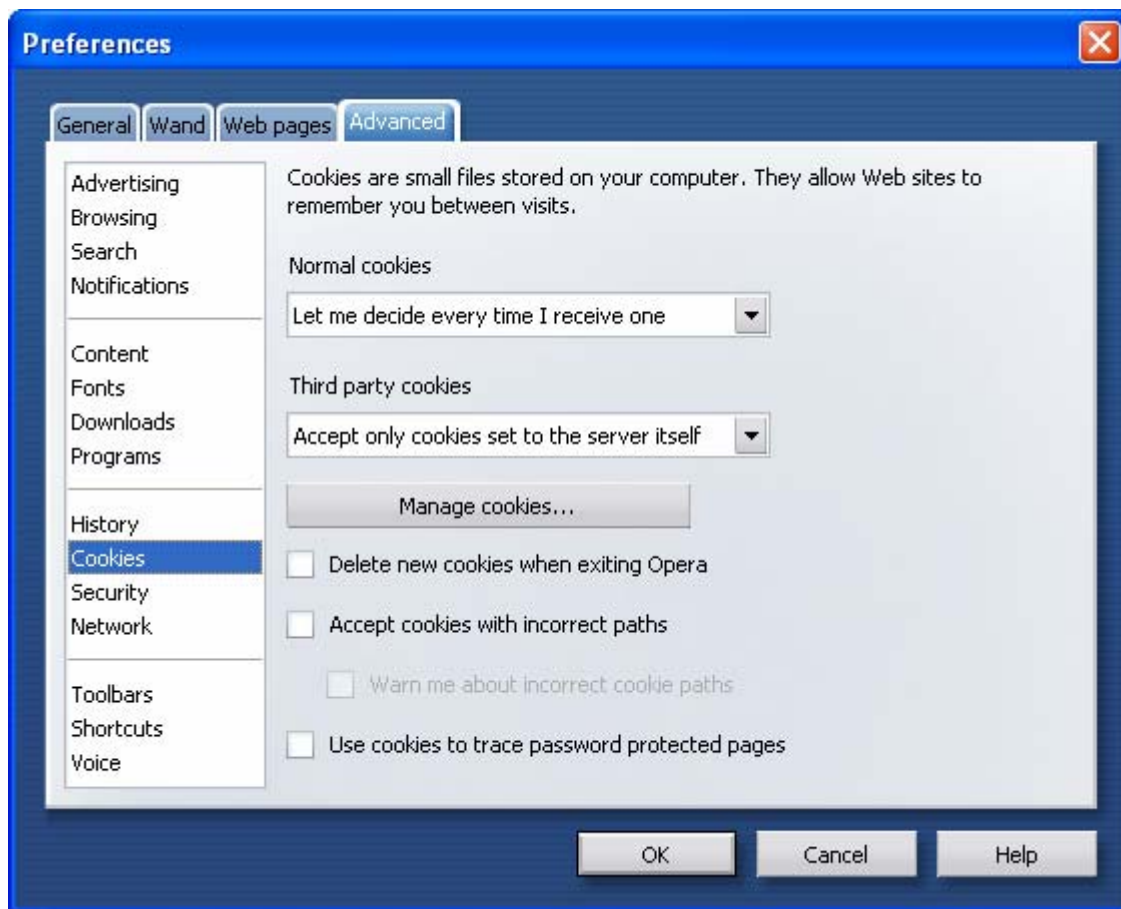 Preferences
General Wand Web pages Advanced
Advertising
Browsing
Search
Notifications
Content
Fonts
Downloads
Programs
History
Cookies
Security
Network
Toolbars
Shortcuts
Voice
Cookies are small files stored on your computer. They allow Web sites to
remember you between visits.
Normal cookies
Let me decide every time I receive one
Third party cookies
Accept only cookies set to the server itself
Manage cookies...
Delete new cookies when exiting Opera
Accept cookies with incorrect paths
Warn me about incorrect cookie paths
Use cookies to trace password protected pages
OK Cancel Help